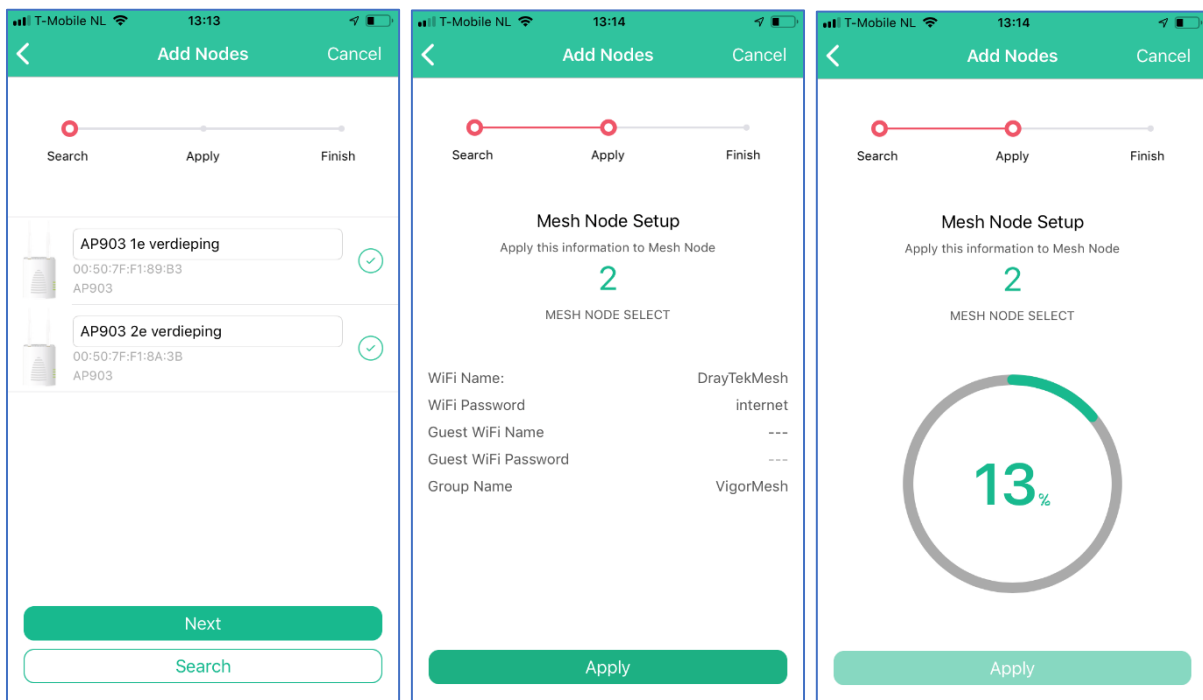 T-Mobile NL 13:13
Add Nodes Cancel
Search Apply Finish
AP903 1e verdieping
00:50:7F:F1:89:B3
AP903
AP903 2e verdieping
00:50:7F:F1:8A:3B
AP903
Next
Search
T-Mobile NL 13:14
Add Nodes Cancel
Search Apply Finish
Mesh Node Setup
Apply this information to Mesh Node
2
MESH NODE SELECT
WiFi Name: DrayTekMesh
WiFi Password internet
Guest WiFi Name ---
Guest WiFi Password ---
Group Name VigorMesh
Apply
T-Mobile NL 13:14
Add Nodes Cancel
Search Apply Finish
Mesh Node Setup
Apply this information to Mesh Node
2
MESH NODE SELECT
13%
Apply